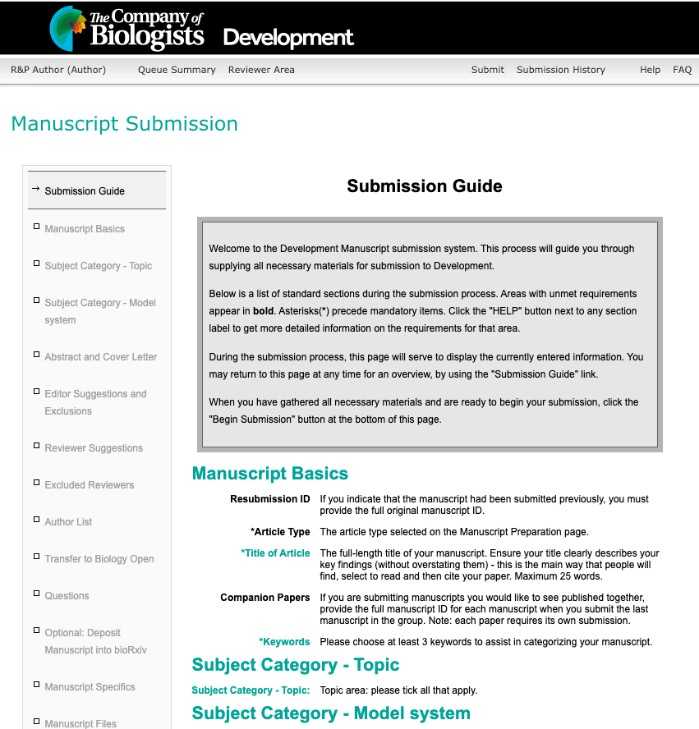 The Company of
Biologists Development
R&P Author (Author) Queue Summary Reviewer Area Submit Submission History Help FAQ
Manuscript Submission
→ Submission Guide
Manuscript Basics
Subject Category - Topic
Subject Category - Model
system
Abstract and Cover Letter
Editor Suggestions and
Exclusions
Reviewer Suggestions
Excluded Reviewers
Author List
Transfer to Biology Open
Questions
Optional: Deposit
Manuscript into bioRxiv
Manuscript Specifics
Manuscript Files
Submission Guide
Welcome to the Development Manuscript submission system. This process will guide you through
supplying all necessary materials for submission to Development.
Below is a list of standard sections during the submission process. Areas with unmet requirements
appear in bold. Asterisks(*) precede mandatory items. Click the "HELP" button next to any section
label to get more detailed information on the requirements for that area.
During the submission process, this page will serve to display the currently entered information. You
may return to this page at any time for an overview, by using the "Submission Guide" link.
When you have gathered all necessary materials and are ready to begin your submission, click the
"Begin Submission" button at the bottom of this page.
Manuscript Basics
Resubmission ID If you indicate that the manuscript had been submitted previously, you must
provide the full original manuscript ID.
*Article Type The article type selected on the Manuscript Preparation page.
*Title of Article The full-length title of your manuscript. Ensure your title clearly describes your
key findings (without overstating them) - this is the main way that people will
find, select to read and then cite your paper. Maximum 25 words.
Companion Papers If you are submitting manuscripts you would like to see published together,
provide the full manuscript ID for each manuscript when you submit the last
manuscript in the group. Note: each paper requires its own submission.
*Keywords Please choose at least 3 keywords to assist in categorizing your manuscript.
Subject Category - Topic
Subject Category - Topic: Topic area: please tick all that apply.
Subject Category - Model system